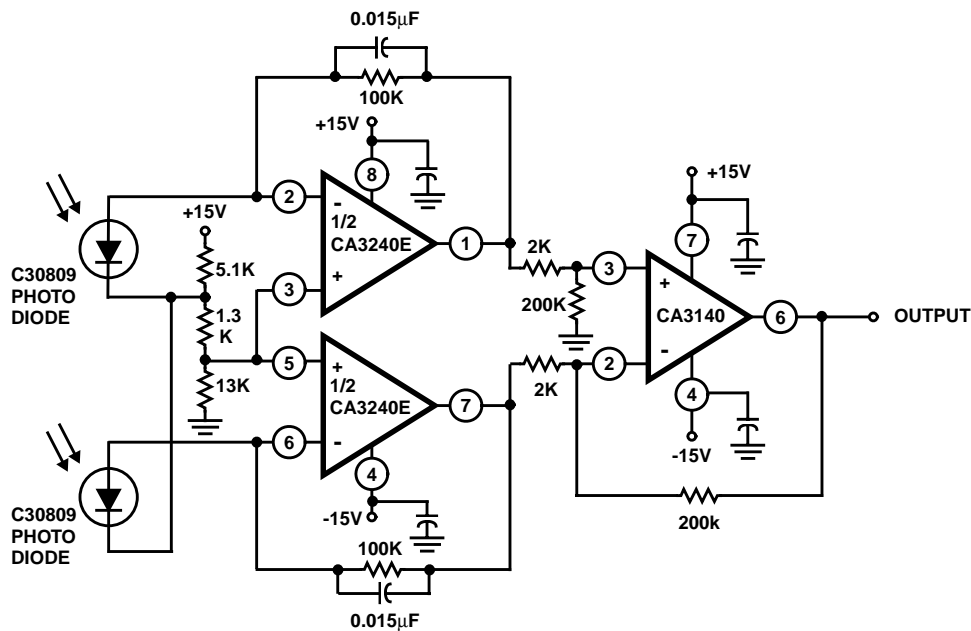 0.015µF
100K
+15V
8
2
-
1/2
CA3240E
+
3
1
+15V
5.1K
1.3
K
13K
C30809
PHOTO
DIODE
5
+
1/2
CA3240E
-
6
7
4
-15V
100K
0.015µF
C30809
PHOTO
DIODE
2K
200K
2K
3
+
CA3140
-
2
+15V
7
6
OUTPUT
4
-15V
200k